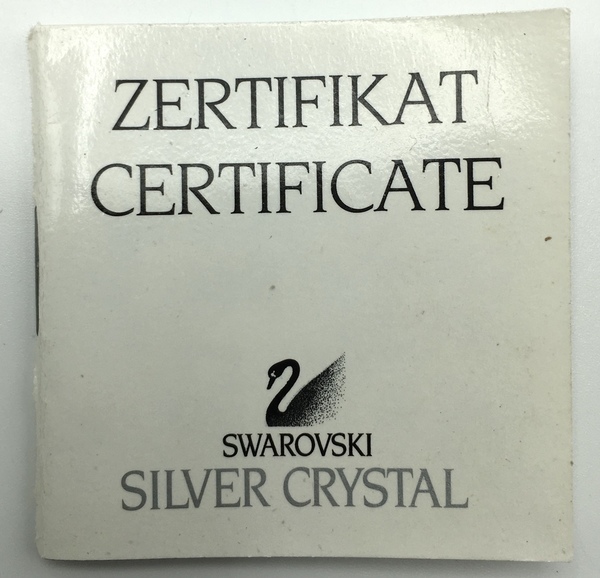 ZERTIFIKAT
CERTIFICATE
SWAROVSKI
SILVER CRYSTAL